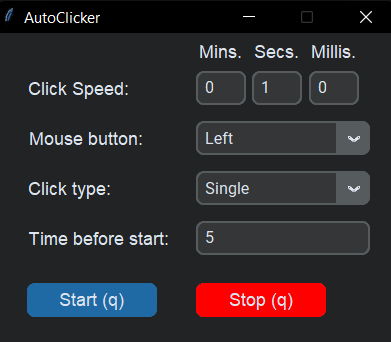 AutoClicker
Mins. Secs. Millis.
Click Speed: 0 1 0
Mouse button: Left
Click type: Single
Time before start: 5
Start (q) Stop (q)